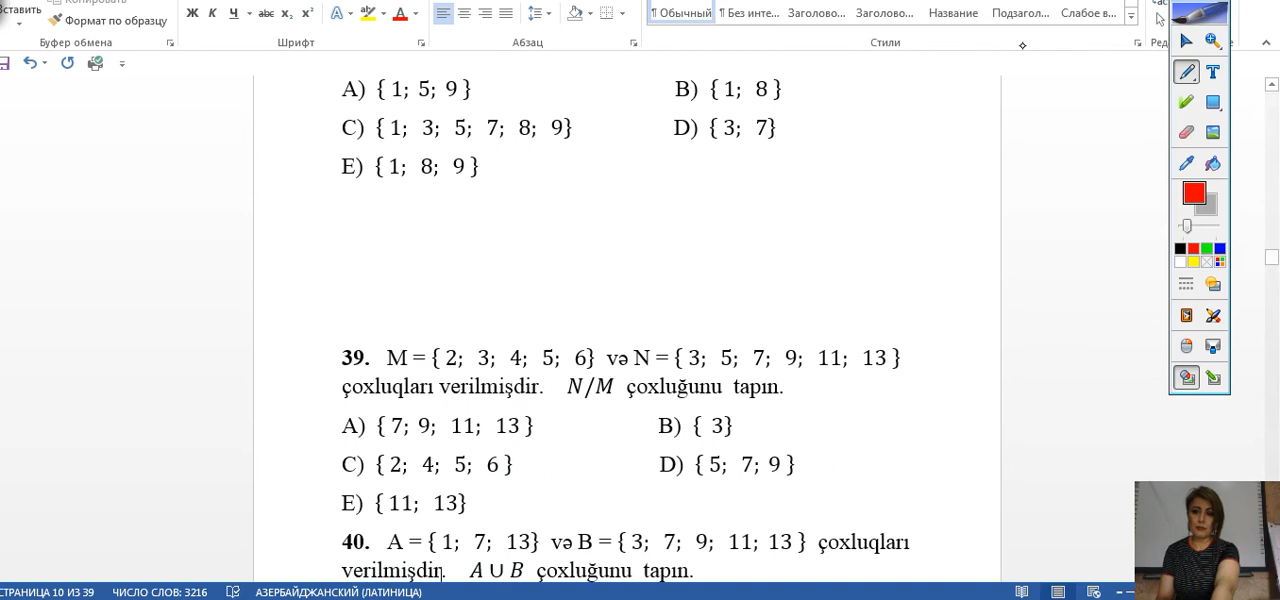 Вставить
Копировать
Формат по образцу
Ж К Ч abc x₂ x²
¶ Обычный ¶ Без инте... Заголово... Заголово... Название Подзагол... Слабое в...
Буфер обмена Шрифт Абзац Стили Ред
A) { 1; 5; 9 } B) { 1; 8 }
C) { 1; 3; 5; 7; 8; 9} D) { 3; 7}
E) { 1; 8; 9 }
39. M = { 2; 3; 4; 5; 6} və N = { 3; 5; 7; 9; 11; 13 }
çoxluqları verilmişdir. N/M çoxluğunu tapın.
A) { 7; 9; 11; 13 } B) { 3}
C) { 2; 4; 5; 6 } D) { 5; 7; 9 }
E) { 11; 13}
40. A = { 1; 7; 13} və B = { 3; 7; 9; 11; 13 } çoxluqları
verilmişdir. A ∪ B çoxluğunu tapın.
СТРАНИЦА 10 ИЗ 39 ЧИСЛО СЛОВ: 3216 АЗЕРБАЙДЖАНСКИЙ (ЛАТИНИЦА)